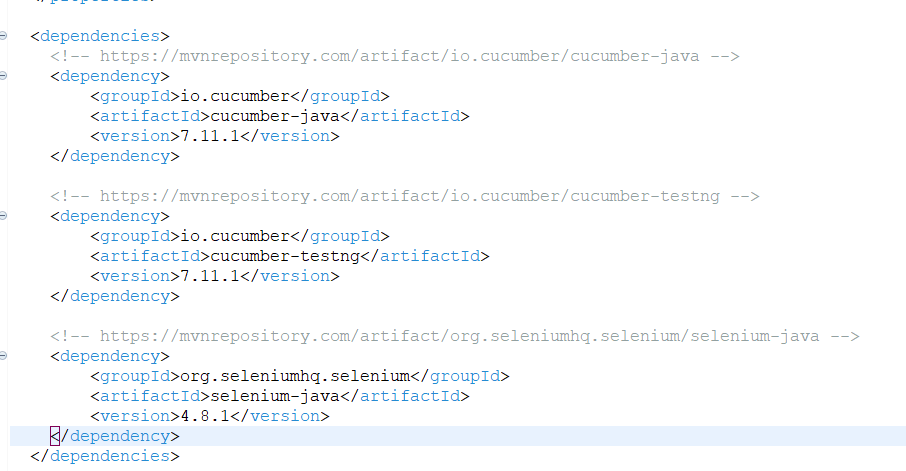 <dependencies>
<!-- https://mvnrepository.com/artifact/io.cucumber/cucumber-java -->
<dependency>
<groupId>io.cucumber</groupId>
<artifactId>cucumber-java</artifactId>
<version>7.11.1</version>
</dependency>
<!-- https://mvnrepository.com/artifact/io.cucumber/cucumber-testng -->
<dependency>
<groupId>io.cucumber</groupId>
<artifactId>cucumber-testng</artifactId>
<version>7.11.1</version>
</dependency>
<!-- https://mvnrepository.com/artifact/org.seleniumhq.selenium/selenium-java -->
<dependency>
<groupId>org.seleniumhq.selenium</groupId>
<artifactId>selenium-java</artifactId>
<version>4.8.1</version>
</dependency>
</dependencies>